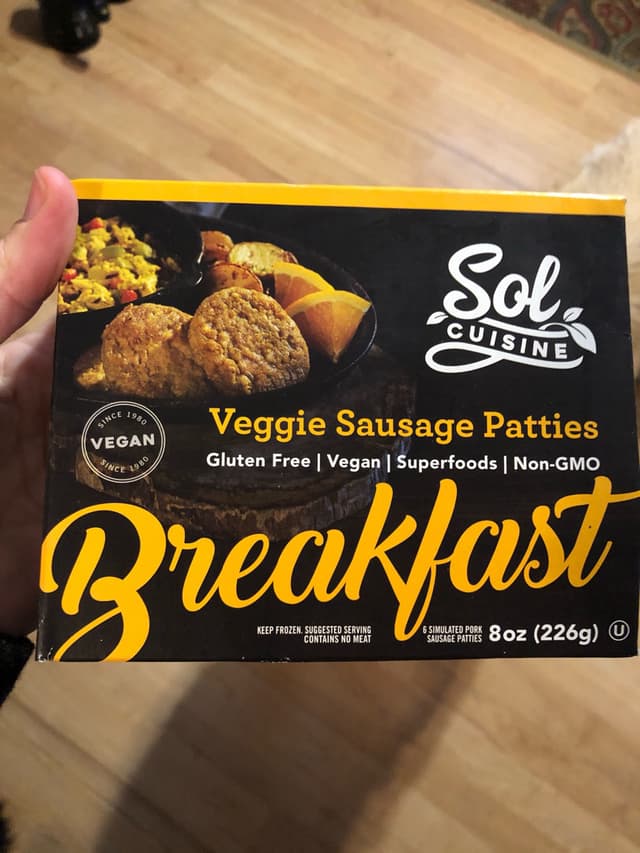 Sol
CUISINE
SINCE 1980
VEGAN
SINCE 1980
Veggie Sausage Patties
Gluten Free | Vegan | Superfoods | Non-GMO
Breakfast
KEEP FROZEN. SUGGESTED SERVING
CONTAINS NO MEAT
6 SIMULATED PORK
SAUSAGE PATTIES
8oz (226g)
U